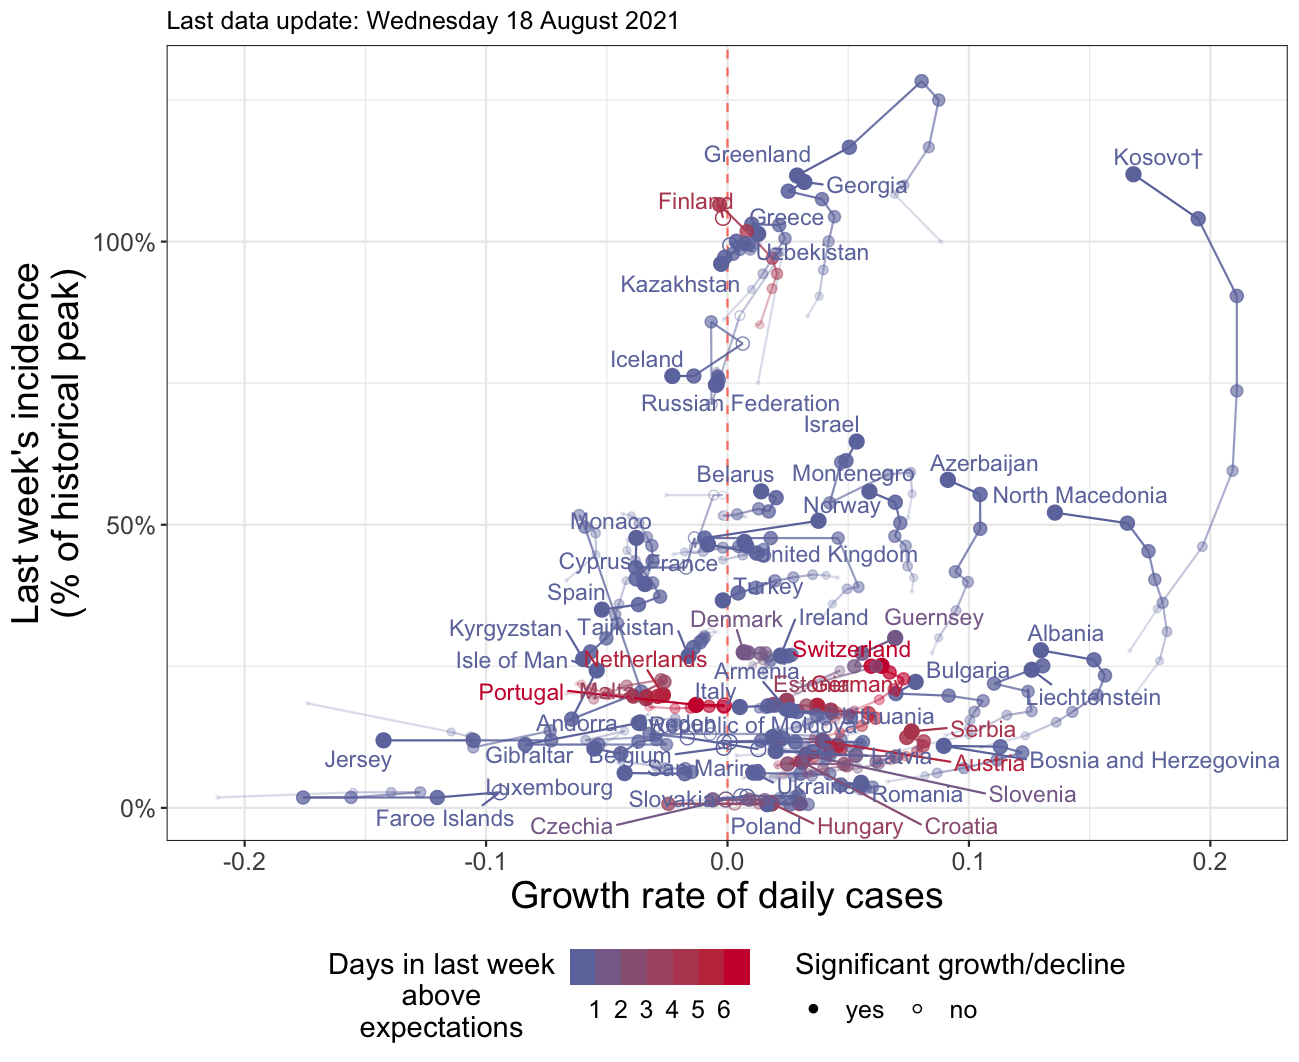 Last data update: Wednesday 18 August 2021
Last week's incidence
(% of historical peak)
100%
50%
0%
Greenland
Kosovo†
Georgia
Finland
Greece
Uzbekistan
Kazakhstan
Iceland
Russian Federation
Israel
Belarus
Montenegro
Azerbaijan
Norway
North Macedonia
Monaco
Cyprus
France
United Kingdom
Spain
Turkey
Denmark
Ireland
Guernsey
Kyrgyzstan
Tajikistan
Albania
Isle of Man
Netherlands
Switzerland
Armenia
Bulgaria
Portugal
Malta
Italy
Estonia
Germany
Liechtenstein
Andorra
Sweden
Republic of Moldova
Lithuania
Serbia
Jersey
Gibraltar
Belgium
Latvia
Austria
Bosnia and Herzegovina
San Marino
Luxembourg
Ukraine
Romania
Slovenia
Faroe Islands
Slovakia
Czechia
Poland
Hungary
Croatia
-0.2
-0.1
0.0
0.1
0.2
Growth rate of daily cases
Days in last week
above
expectations
1 2 3 4 5 6
Significant growth/decline
yes
no